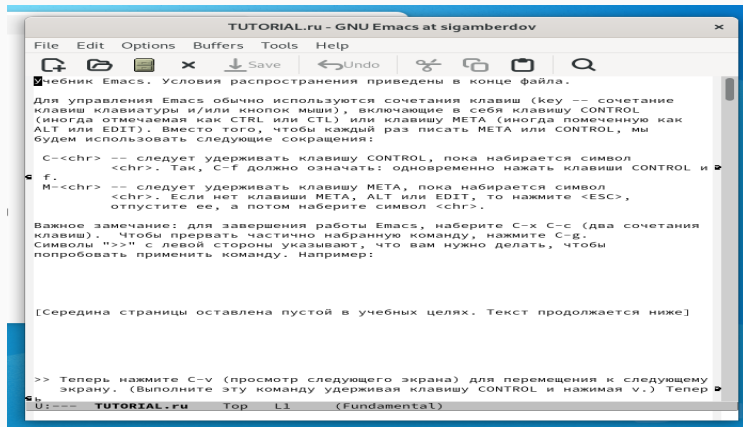 TUTORIAL.ru - GNU Emacs at sigamberdov
File Edit Options Buffers Tools Help
Save Undo
Учебник Emacs. Условия распространения приведены в конце файла.
Для управления Emacs обычно используются сочетания клавиш (key -- сочетание
клавиш клавиатуры и/или кнопок мыши), включающие в себя клавишу CONTROL
(иногда отмечаемая как CTRL или CTL) или клавишу META (иногда помеченную как
ALT или EDIT). Вместо того, чтобы каждый раз писать META или CONTROL, мы
будем использовать следующие сокращения:
C-<chr> -- следует удерживать клавишу CONTROL, пока набирается символ
<chr>. Так, C-f должно означать: одновременно нажать клавиши CONTROL и
f.
M-<chr> -- следует удерживать клавишу META, пока набирается символ
<chr>. Если нет клавиши META, ALT или EDIT, то нажмите <ESC>,
отпустите ее, а потом наберите символ <chr>.
Важное замечание: для завершения работы Emacs, наберите C-x C-c (два сочетания
клавиш). Чтобы прервать частично набранную команду, нажмите C-g.
Символы ">>" с левой стороны указывают, что вам нужно делать, чтобы
попробовать применить команду. Например:
[Середина страницы оставлена пустой в учебных целях. Текст продолжается ниже]
>> Теперь нажмите C-v (просмотр следующего экрана) для перемещения к следующему
экрану. (Выполните эту команду удерживая клавишу CONTROL и нажимая v.) Тепер
ь
U:--- TUTORIAL.ru Top L1 (Fundamental)